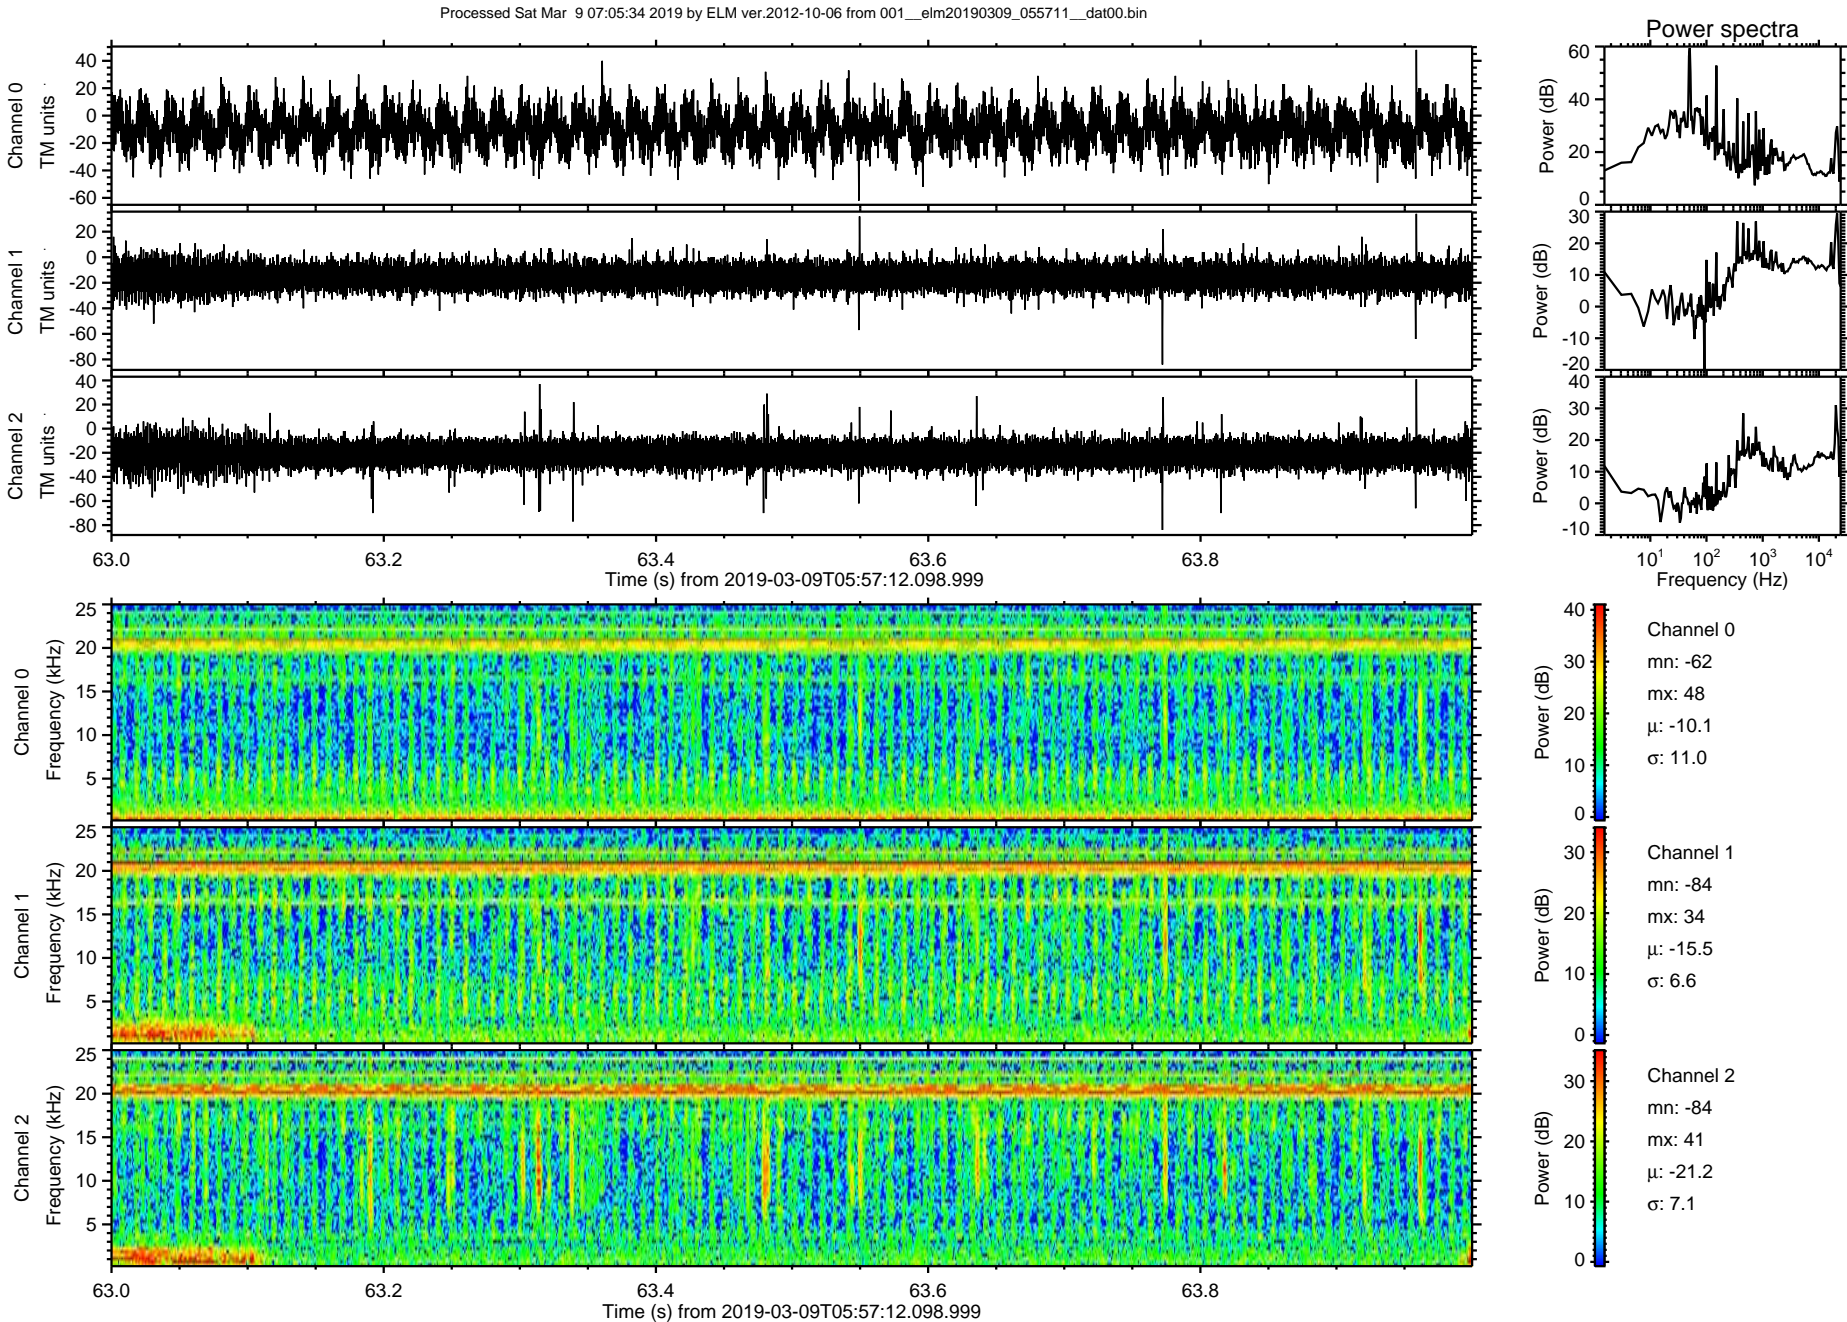 Processed Sat Mar 9 07:05:34 2019 by ELM ver.2012-10-06 from 001__elm20190309_055711__dat00.bin
Power spectra
Channel 0
TM units
40
20
0
-20
-40
-60
Power (dB)
60
40
20
0
Channel 1
TM units
20
0
-20
-40
-60
-80
Power (dB)
30
20
10
0
-10
-20
Channel 2
TM units
40
20
0
-20
-40
-60
-80
Power (dB)
40
30
20
10
0
-10
63.0 63.2 63.4 63.6 63.8
Time (s) from 2019-03-09T05:57:12.098.999
10¹ 10² 10³ 10⁴
Frequency (Hz)
Channel 0
Frequency (kHz)
25
20
15
10
5
Power (dB)
40
30
20
10
0
Channel 0
mn: -62
mx: 48
μ: -10.1
σ: 11.0
Channel 1
Frequency (kHz)
25
20
15
10
5
Power (dB)
30
20
10
0
Channel 1
mn: -84
mx: 34
μ: -15.5
σ: 6.6
Channel 2
Frequency (kHz)
25
20
15
10
5
Power (dB)
30
20
10
0
Channel 2
mn: -84
mx: 41
μ: -21.2
σ: 7.1
63.0 63.2 63.4 63.6 63.8
Time (s) from 2019-03-09T05:57:12.098.999